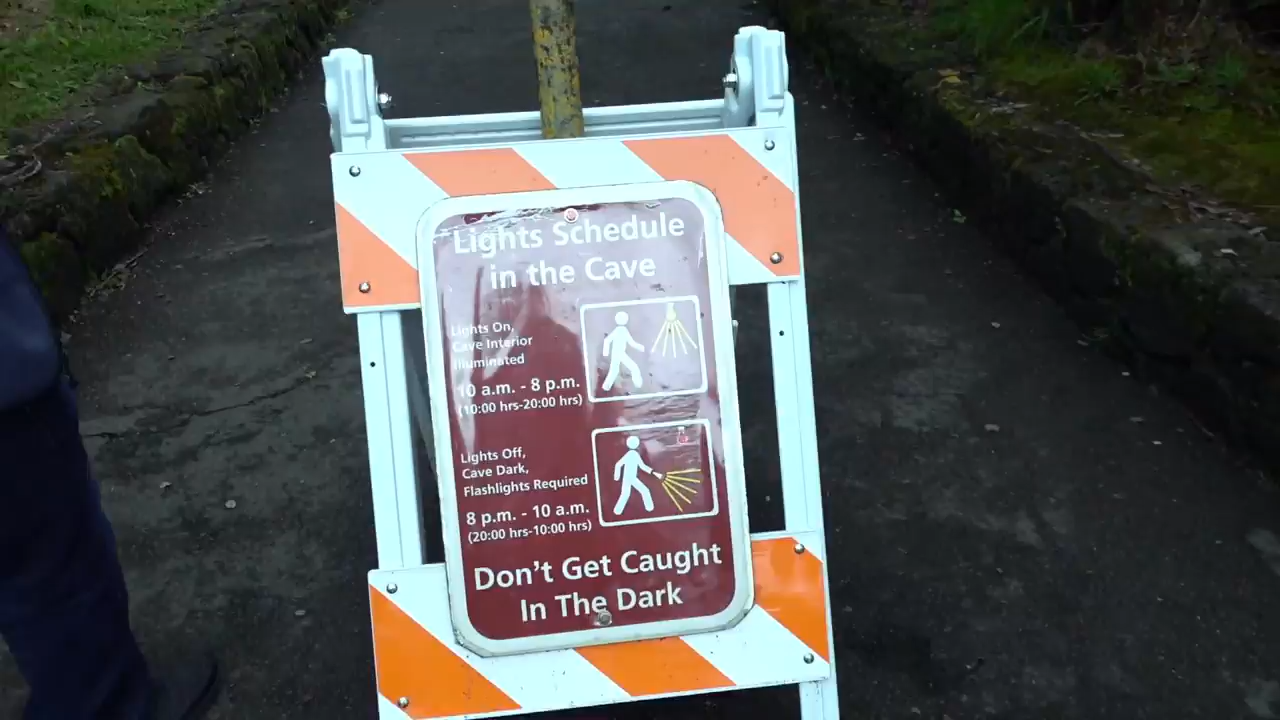 Lights Schedule
in the Cave
Lights On,
Cave Interior
Illuminated
10 a.m. - 8 p.m.
(10:00 hrs-20:00 hrs)
Lights Off,
Cave Dark,
Flashlights Required
8 p.m. - 10 a.m.
(20:00 hrs-10:00 hrs)
Don't Get Caught
In The Dark